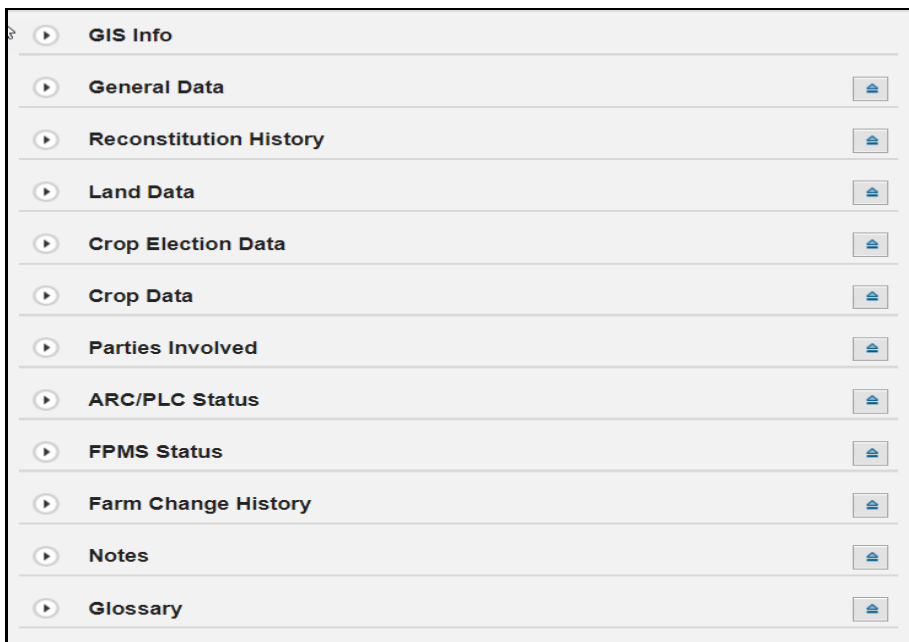 GIS Info
General Data
Reconstitution History
Land Data
Crop Election Data
Crop Data
Parties Involved
ARC/PLC Status
FPMS Status
Farm Change History
Notes
Glossary